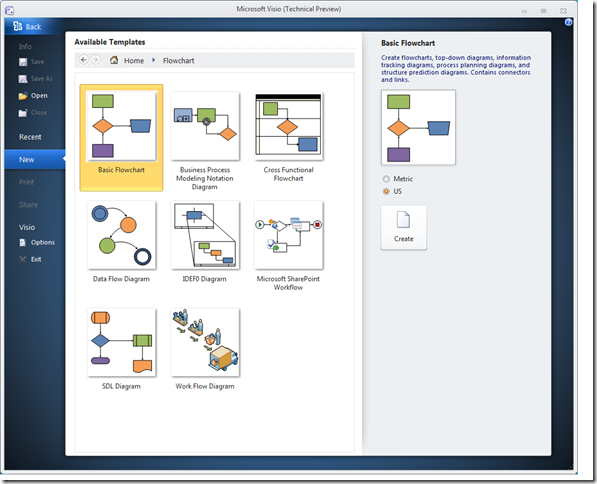 Microsoft Visio (Technical Preview)
Back
Info
Save
Save As
Open
Close
Recent
New
Print
Share
Visio
Options
Exit
Available Templates
Home
Flowchart
Basic Flowchart
Business Process
Modeling Notation
Diagram
Cross Functional
Flowchart
Data Flow Diagram
IDEF0 Diagram
Microsoft SharePoint
Workflow
SDL Diagram
Work Flow Diagram
Basic Flowchart
Create flowcharts, top-down diagrams, information
tracking diagrams, process planning diagrams, and
structure prediction diagrams. Contains connectors
and links.
Metric
US
Create